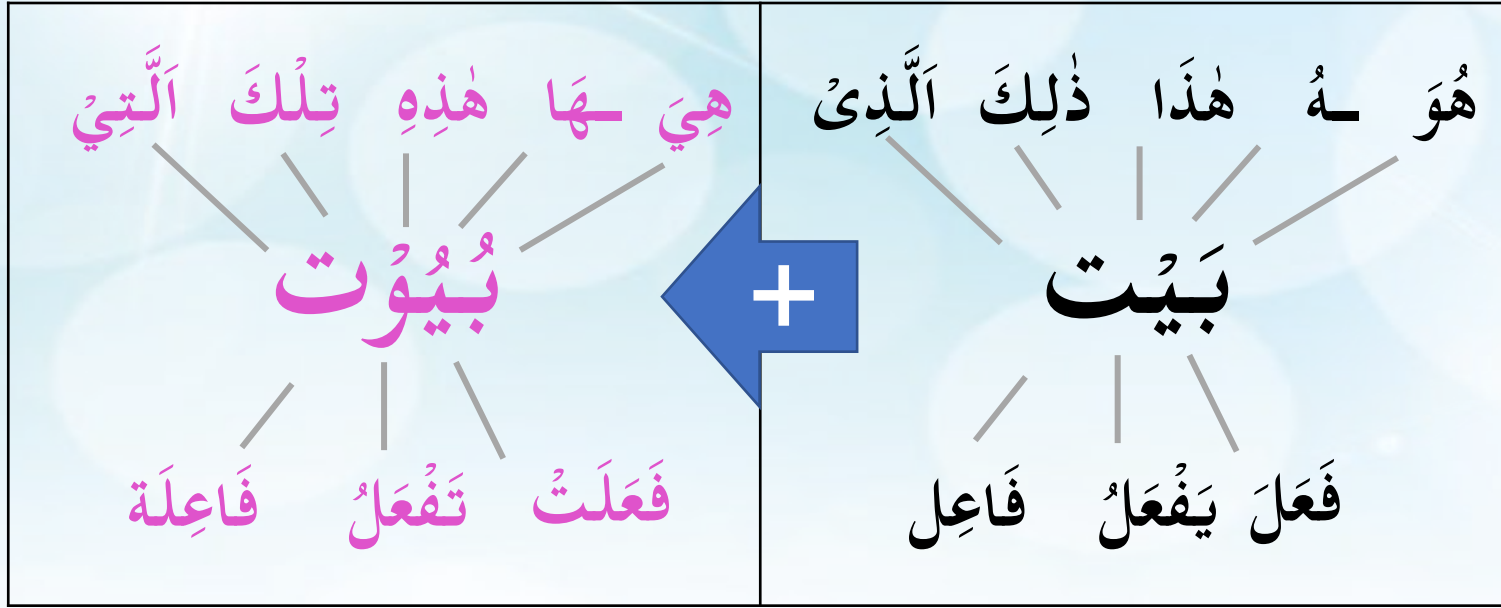 هُوَ ـهُ هٰذَا ذٰلِكَ اَلَّذِىْ
بَيْت
فَعَلَ يَفْعَلُ فَاعِل
+
هِيَ ـهَا هٰذِهِ تِلْكَ اَلَّتِيْ
بُيُوْت
فَعَلَتْ تَفْعَلُ فَاعِلَة